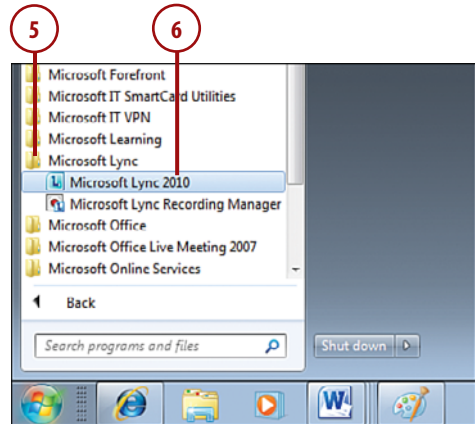 5 6
Microsoft Forefront
Microsoft IT SmartCard Utilities
Microsoft IT VPN
Microsoft Learning
Microsoft Lync
Microsoft Lync 2010
Microsoft Lync Recording Manager
Microsoft Office
Microsoft Office Live Meeting 2007
Microsoft Online Services
Back
Search programs and files
Shut down
W